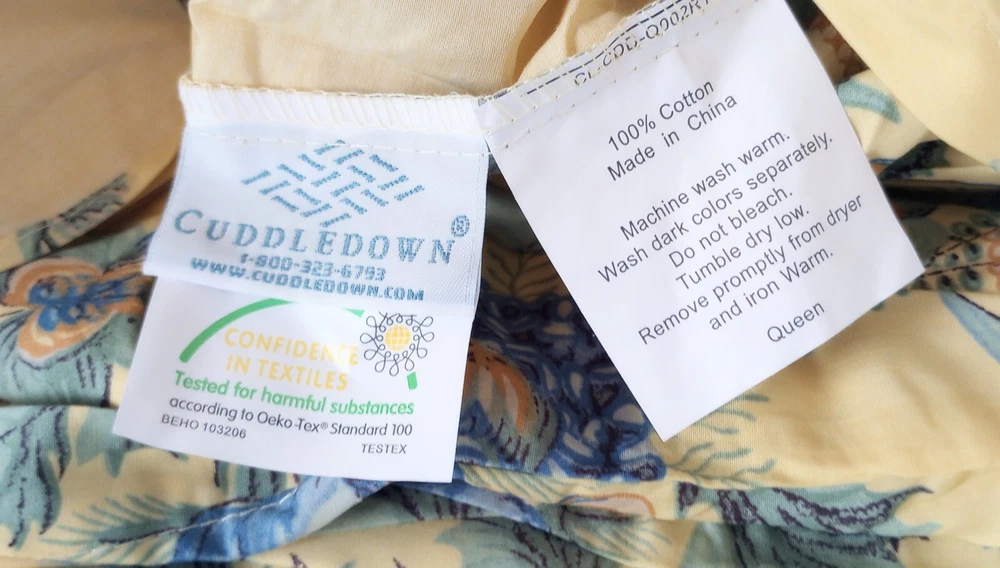 CUDDLEDOWN®
1-800-323-6793
WWW.CUDDLEDOWN.COM
CONFIDENCE
IN TEXTILES
Tested for harmful substances
according to Oeko-Tex® Standard 100
BEHO 103206
TESTEX
100% Cotton
Made in China
Machine wash warm.
Wash dark colors separately.
Do not bleach.
Tumble dry low.
Remove promptly from dryer
and iron Warm.
Queen